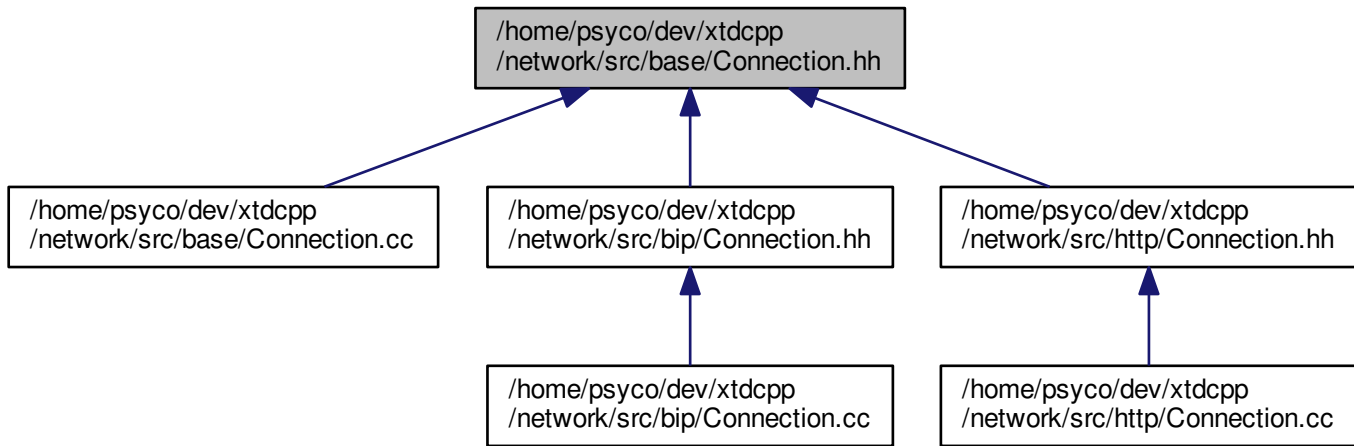 /home/psyco/dev/xtdcpp
/network/src/base/Connection.hh
/home/psyco/dev/xtdcpp
/network/src/base/Connection.cc
/home/psyco/dev/xtdcpp
/network/src/bip/Connection.hh
/home/psyco/dev/xtdcpp
/network/src/http/Connection.hh
/home/psyco/dev/xtdcpp
/network/src/bip/Connection.cc
/home/psyco/dev/xtdcpp
/network/src/http/Connection.cc